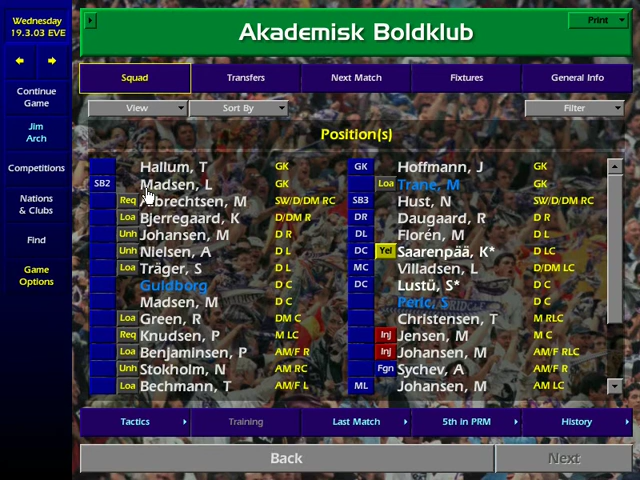 Wednesday
19.3.03 EVE
Akademisk Boldklub
Print
Squad
Transfers
Next Match
Fixtures
General Info
Continue
Game
Jim
Arch
Competitions
Nations
& Clubs
Find
Game
Options
View
Sort By
Filter
Position(s)
Hallum, T GK
GK Hoffmann, J GK
SB2 Madsen, L GK
Loa Trane, M GK
Req Albrechtsen, M SW/D/DM RC
SB3 Hust, N SW/D/DM RC
Loa Bjerregaard, K D/DM R
DR Daugaard, R D R
Unh Johansen, M D R
DL Florén, M D L
Unh Nielsen, A D L
DC Yel Saarenpää, K* D LC
Loa Träger, S D L
MC Villadsen, L D/DM LC
Guldborg D C
DC Lustü, S* D C
Madsen, M D C
Peric, S D C
Loa Green, R DM C
Christensen, T M RLC
Req Knudsen, P M LC
Inj Jensen, M M C
Loa Benjaminsen, P AM/F R
Inj Johansen, M AM/F RLC
Unh Stokholm, N AM RC
Fgn Sychev, A AM/F R
Loa Bechmann, T AM/F L
ML Johansen, M AM LC
Tactics
Training
Last Match
5th in PRM
History
Back
Next